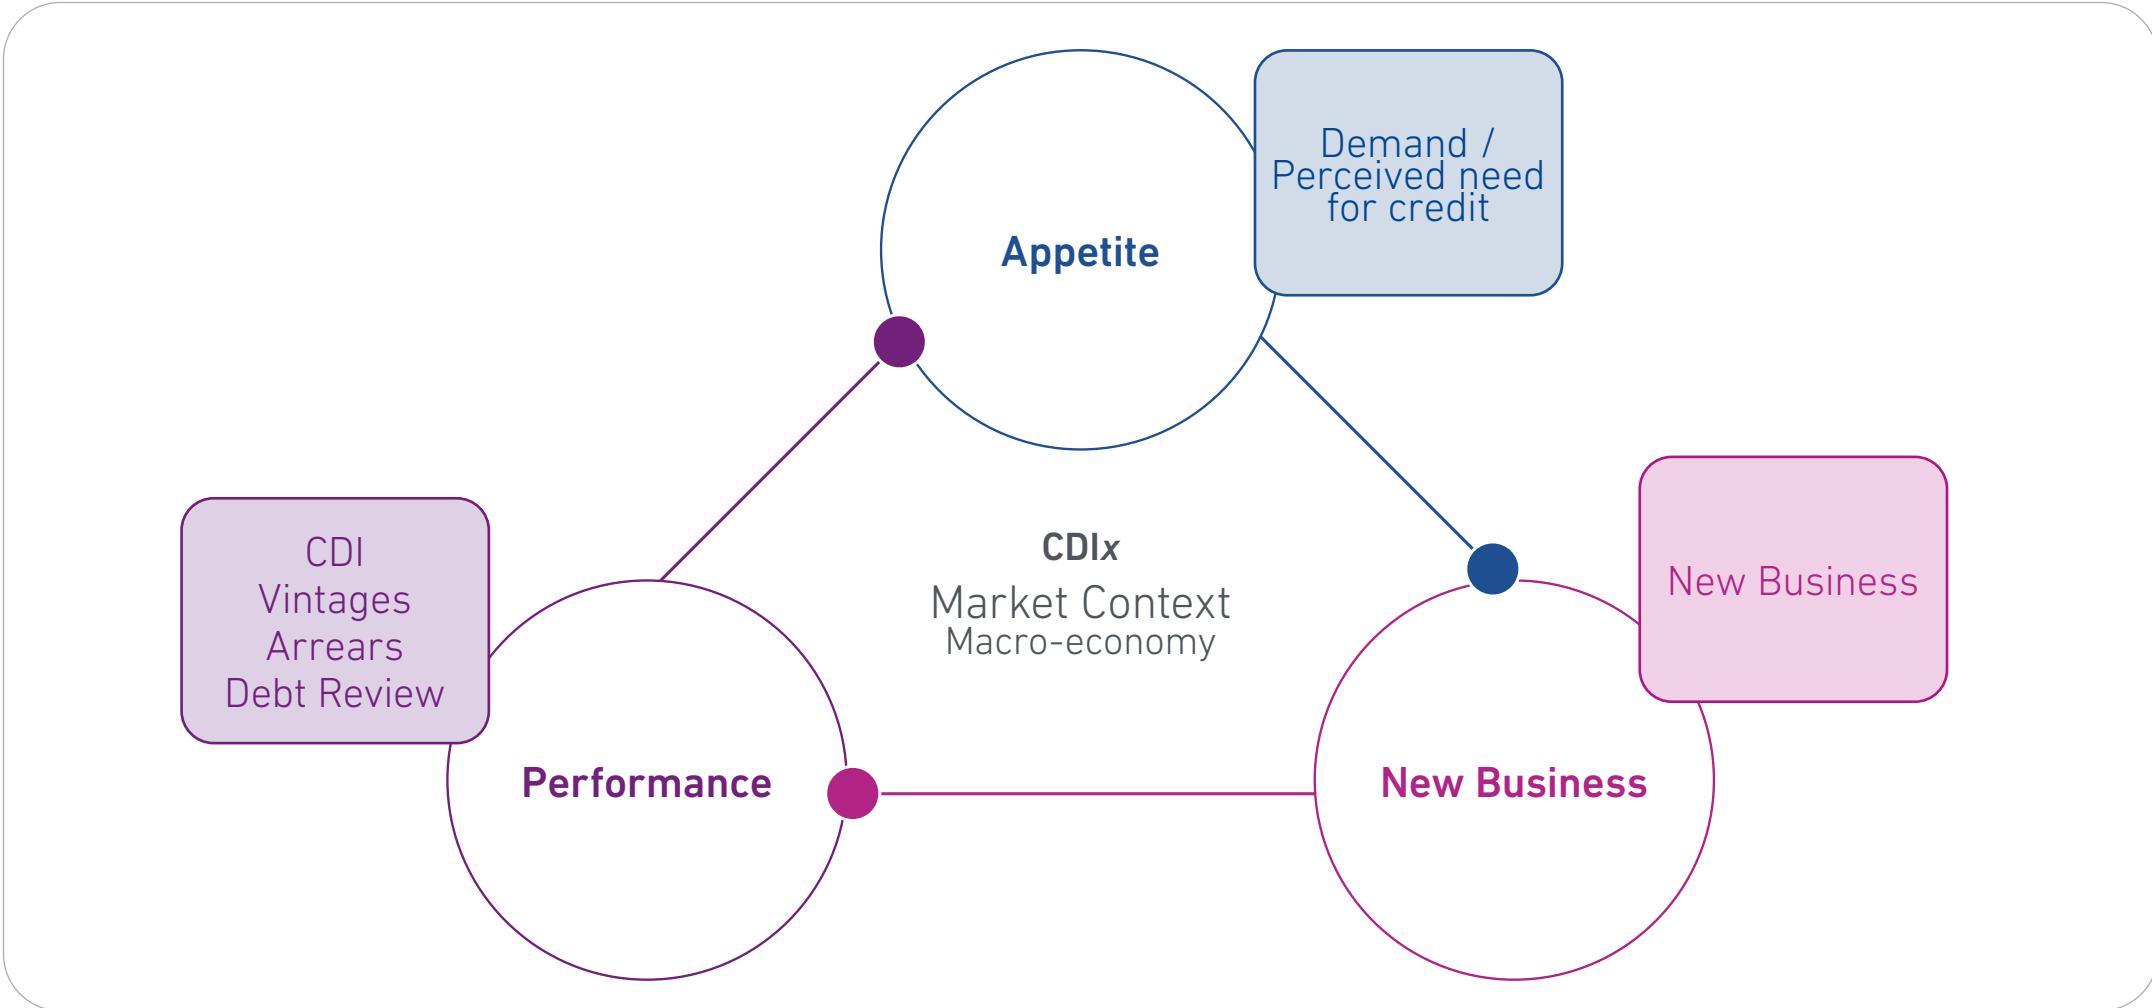 Demand /
Perceived need
for credit
Appetite
CDI
Vintages
Arrears
Debt Review
CDIx
Market Context
Macro-economy
New Business
Performance
New Business